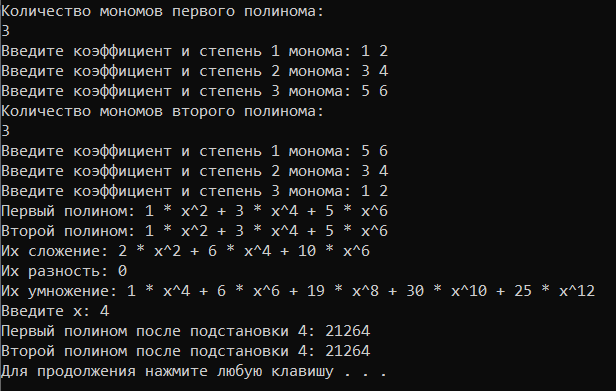 Количество мономов первого полинома:
3
Введите коэффициент и степень 1 монома: 1 2
Введите коэффициент и степень 2 монома: 3 4
Введите коэффициент и степень 3 монома: 5 6
Количество мономов второго полинома:
3
Введите коэффициент и степень 1 монома: 5 6
Введите коэффициент и степень 2 монома: 3 4
Введите коэффициент и степень 3 монома: 1 2
Первый полином: 1 * x^2 + 3 * x^4 + 5 * x^6
Второй полином: 1 * x^2 + 3 * x^4 + 5 * x^6
Их сложение: 2 * x^2 + 6 * x^4 + 10 * x^6
Их разность: 0
Их умножение: 1 * x^4 + 6 * x^6 + 19 * x^8 + 30 * x^10 + 25 * x^12
Введите x: 4
Первый полином после подстановки 4: 21264
Второй полином после подстановки 4: 21264
Для продолжения нажмите любую клавишу . . .